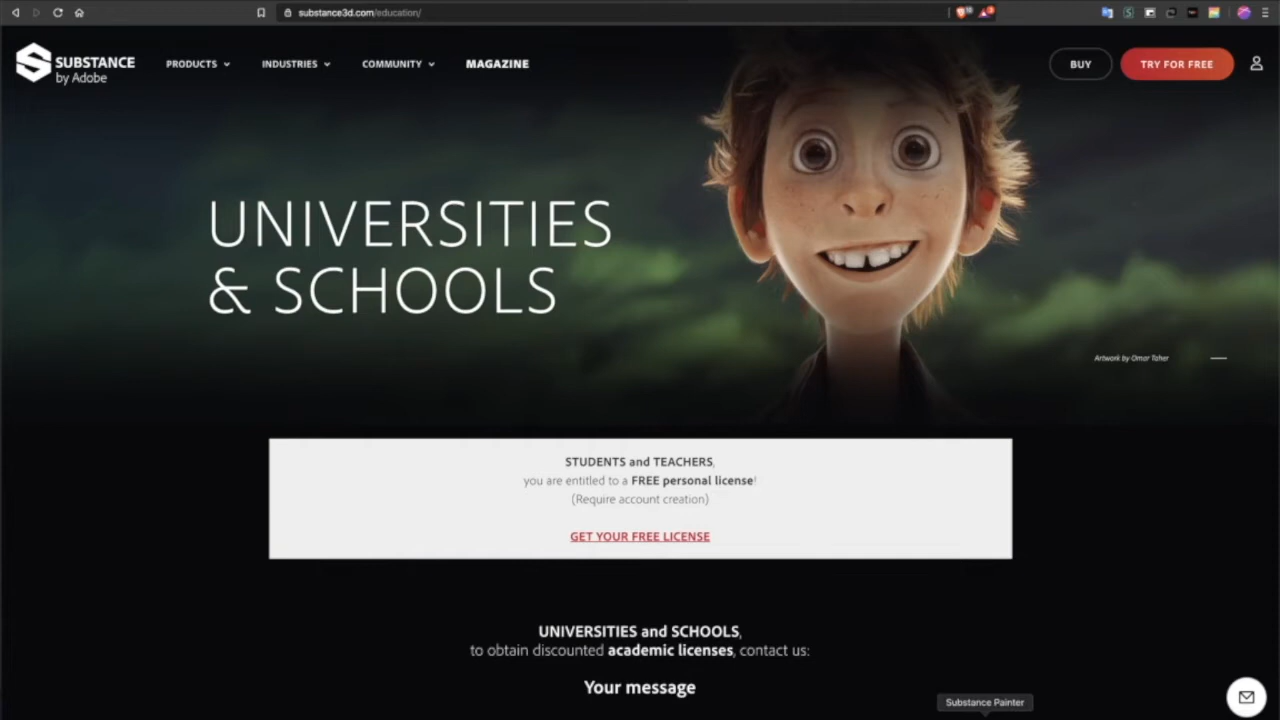 substance3d.com/education/
SUBSTANCE
by Adobe
PRODUCTS
INDUSTRIES
COMMUNITY
MAGAZINE
BUY
TRY FOR FREE
UNIVERSITIES
& SCHOOLS
Artwork by Omar Taher
STUDENTS and TEACHERS,
you are entitled to a FREE personal license!
(Require account creation)
GET YOUR FREE LICENSE
UNIVERSITIES and SCHOOLS,
to obtain discounted academic licenses, contact us:
Your message
Substance Painter